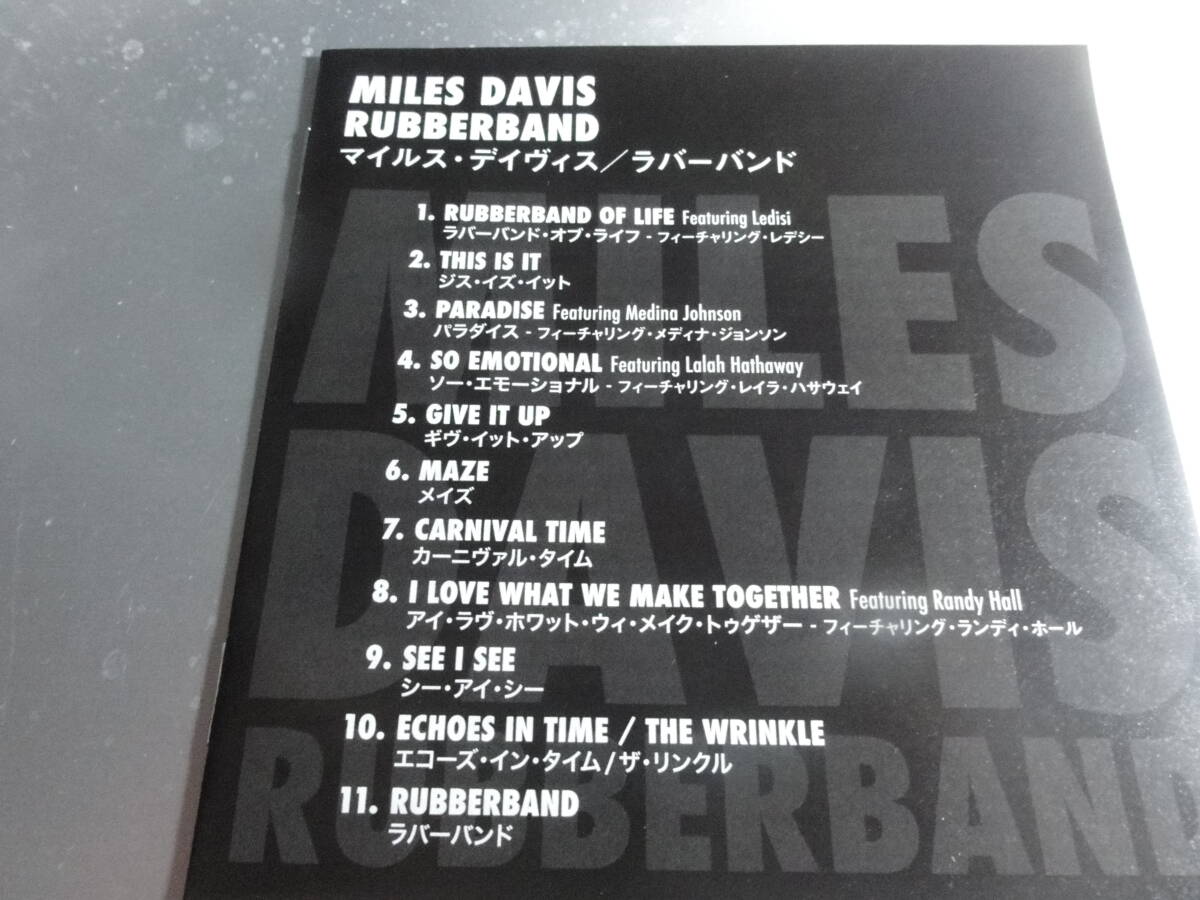 MILES DAVIS
RUBBERBAND
マイルス・デイヴィス／ラバーバンド
1. RUBBERBAND OF LIFE Featuring Ledisi
ラバーバンド・オブ・ライフ - フィーチャリング・レデシー
2. THIS IS IT
ジス・イズ・イット
3. PARADISE Featuring Medina Johnson
パラダイス - フィーチャリング・メディナ・ジョンソン
4. SO EMOTIONAL Featuring Lalah Hathaway
ソー・エモーショナル - フィーチャリング・レイラ・ハサウェイ
5. GIVE IT UP
ギヴ・イット・アップ
6. MAZE
メイズ
7. CARNIVAL TIME
カーニヴァル・タイム
8. I LOVE WHAT WE MAKE TOGETHER Featuring Randy Hall
アイ・ラヴ・ホワット・ウィ・メイク・トゥゲザー - フィーチャリング・ランディ・ホール
9. SEE I SEE
シー・アイ・シー
10. ECHOES IN TIME / THE WRINKLE
エコーズ・イン・タイム/ザ・リンクル
11. RUBBERBAND
ラバーバンド
MILES
DAVIS
RUBBERBAND